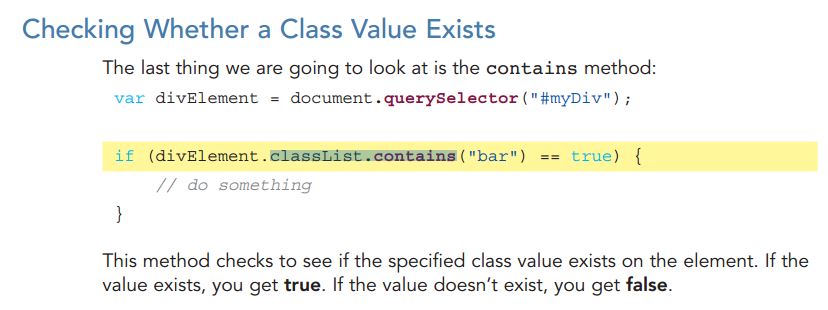 Checking Whether a Class Value Exists
The last thing we are going to look at is the contains method:
var divElement = document.querySelector("#myDiv");
if (divElement.classList.contains("bar") == true) {
// do something
}
This method checks to see if the specified class value exists on the element. If the
value exists, you get true. If the value doesn't exist, you get false.